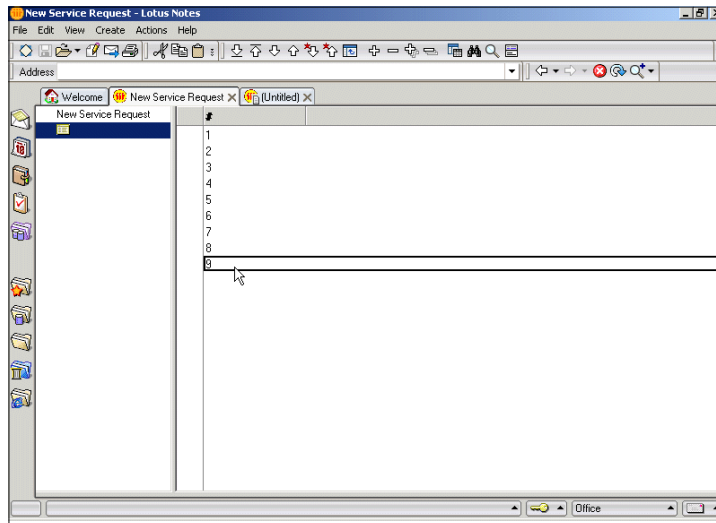 New Service Request - Lotus Notes
File Edit View Create Actions Help
Address
Welcome New Service Request (Untitled)
New Service Request
#
18
1
2
3
4
5
6
7
8
9
Office